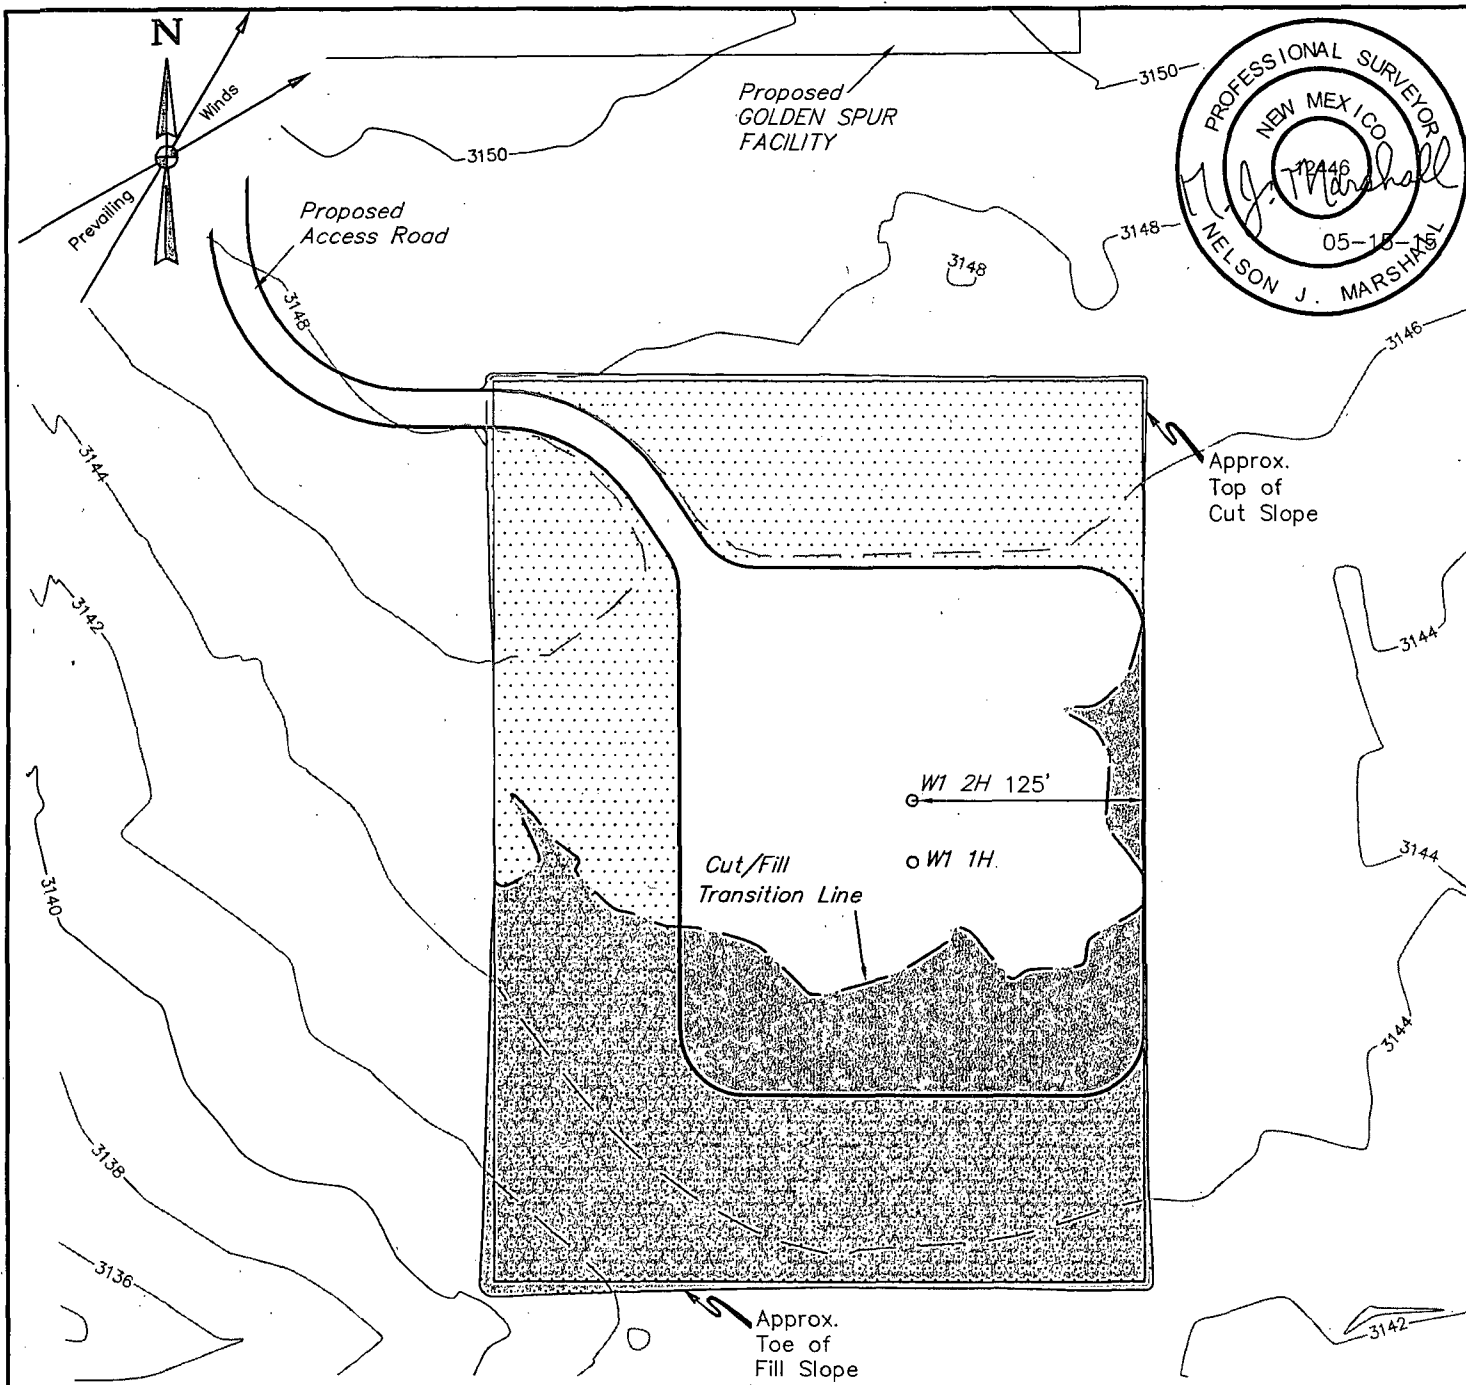 N
Winds
Prevailing
Proposed
GOLDEN SPUR
FACILITY
3150
3150
PROFESSIONAL SURVEYOR
NEW MEXICO
12446
N. J. Marshall
05-15-15
NELSON J. MARSHALL
Proposed
Access Road
3148
3148
3148
3146
3144
Approx.
Top of
Cut Slope
3142
3144
W1 2H 125'
W1 1H
Cut/Fill
Transition Line
3144
3140
3144
3138
3136
Approx.
Toe of
Fill Slope
3142